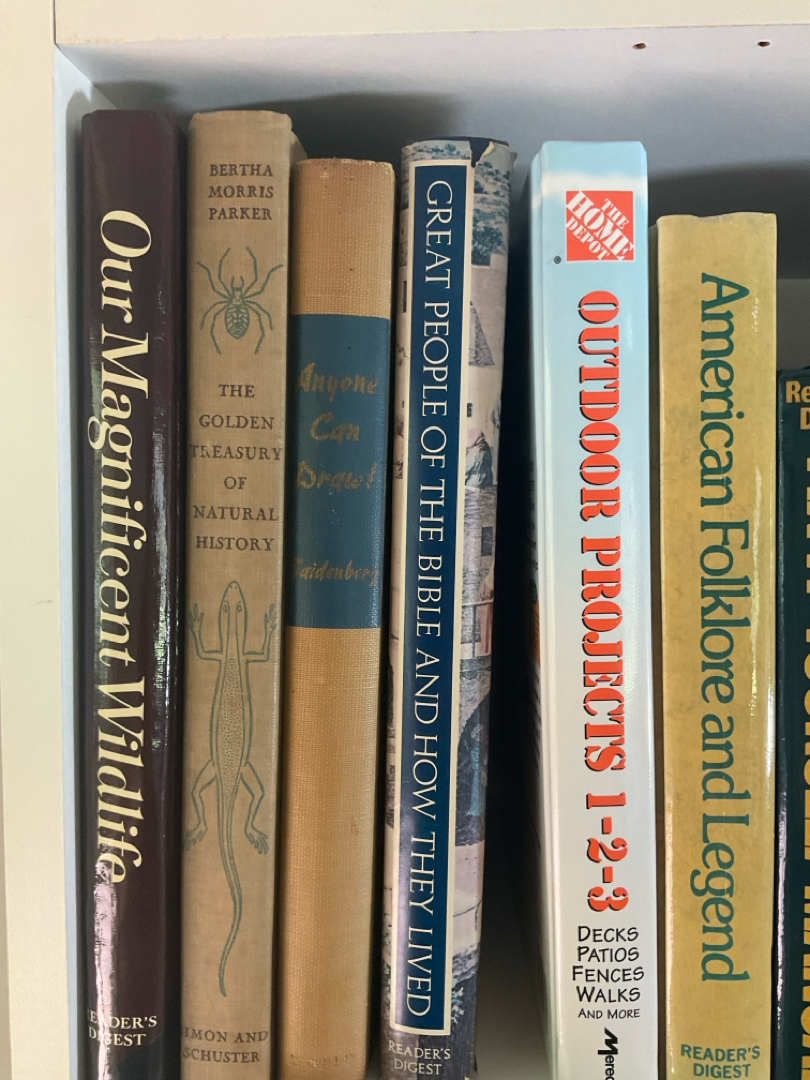 Our Magnificent Wildlife
READER'S
DIGEST
BERTHA
MORRIS
PARKER
THE
GOLDEN
TREASURY
OF
NATURAL
HISTORY
SIMON AND
SCHUSTER
Anyone
Can
Draw!
Zaidenberg
GREAT PEOPLE OF THE BIBLE AND HOW THEY LIVED
READER'S
DIGEST
THE
HOME
DEPOT
®
OUTDOOR PROJECTS 1-2-3
DECKS
PATIOS
FENCES
WALKS
AND MORE
Mered
American Folklore and Legend
READER'S
DIGEST
Re
D